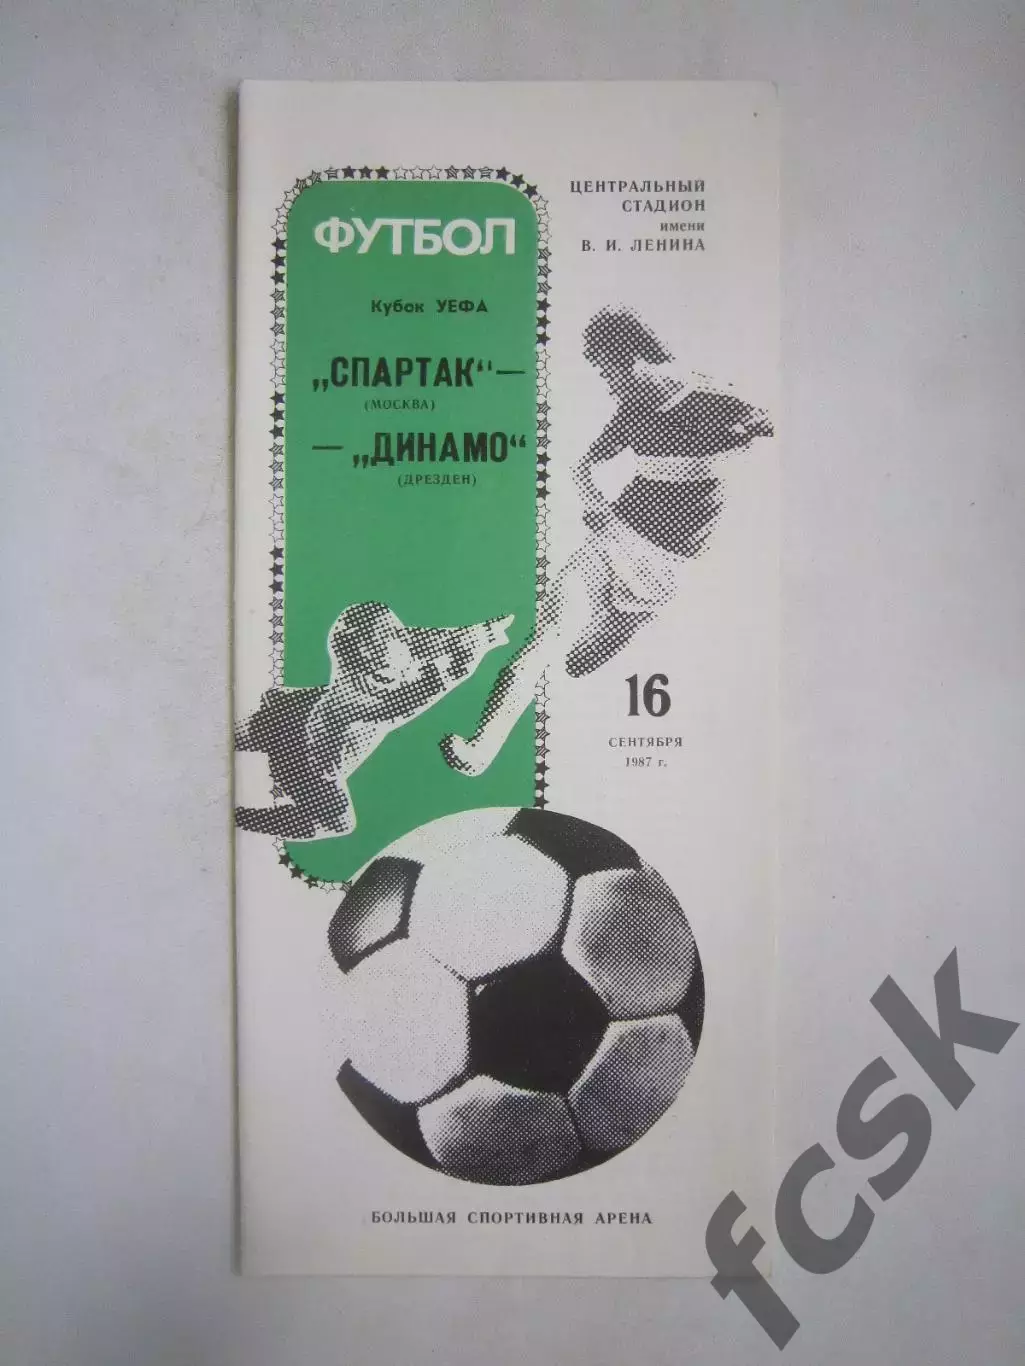 ФУТБОЛ
Кубок УЕФА
„СПАРТАК“ —
(МОСКВА)
— „ДИНАМО“
(ДРЕЗДЕН)
ЦЕНТРАЛЬНЫЙ
СТАДИОН
имени
В. И. ЛЕНИНА
16
СЕНТЯБРЯ
1987 г.
БОЛЬШАЯ СПОРТИВНАЯ АРЕНА
fcsk